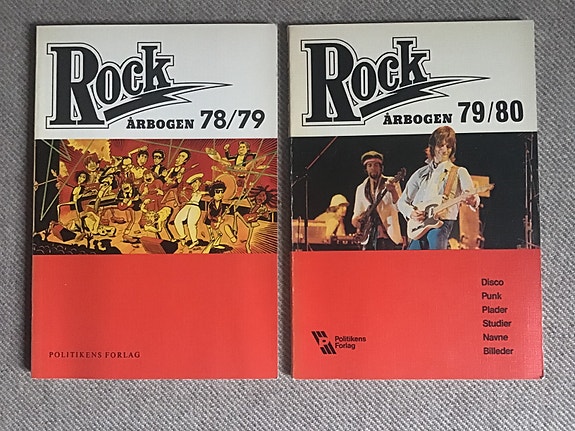 Rock
ÅRBOGEN 78/79
POLITIKENS FORLAG
Rock
ÅRBOGEN 79/80
Disco
Punk
Plader
Studier
Navne
Billeder
Politikens
Forlag